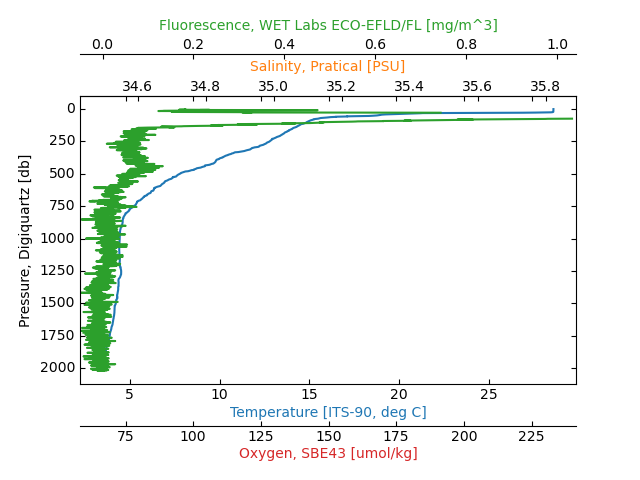 Fluorescence, WET Labs ECO-EFLD/FL [mg/m^3]
0.0 0.2 0.4 0.6 0.8 1.0
Salinity, Pratical [PSU]
34.6 34.8 35.0 35.2 35.4 35.6 35.8
Pressure, Digiquartz [db]
0
250
500
750
1000
1250
1500
1750
2000
5 10 15 20 25
Temperature [ITS-90, deg C]
75 100 125 150 175 200 225
Oxygen, SBE43 [umol/kg]